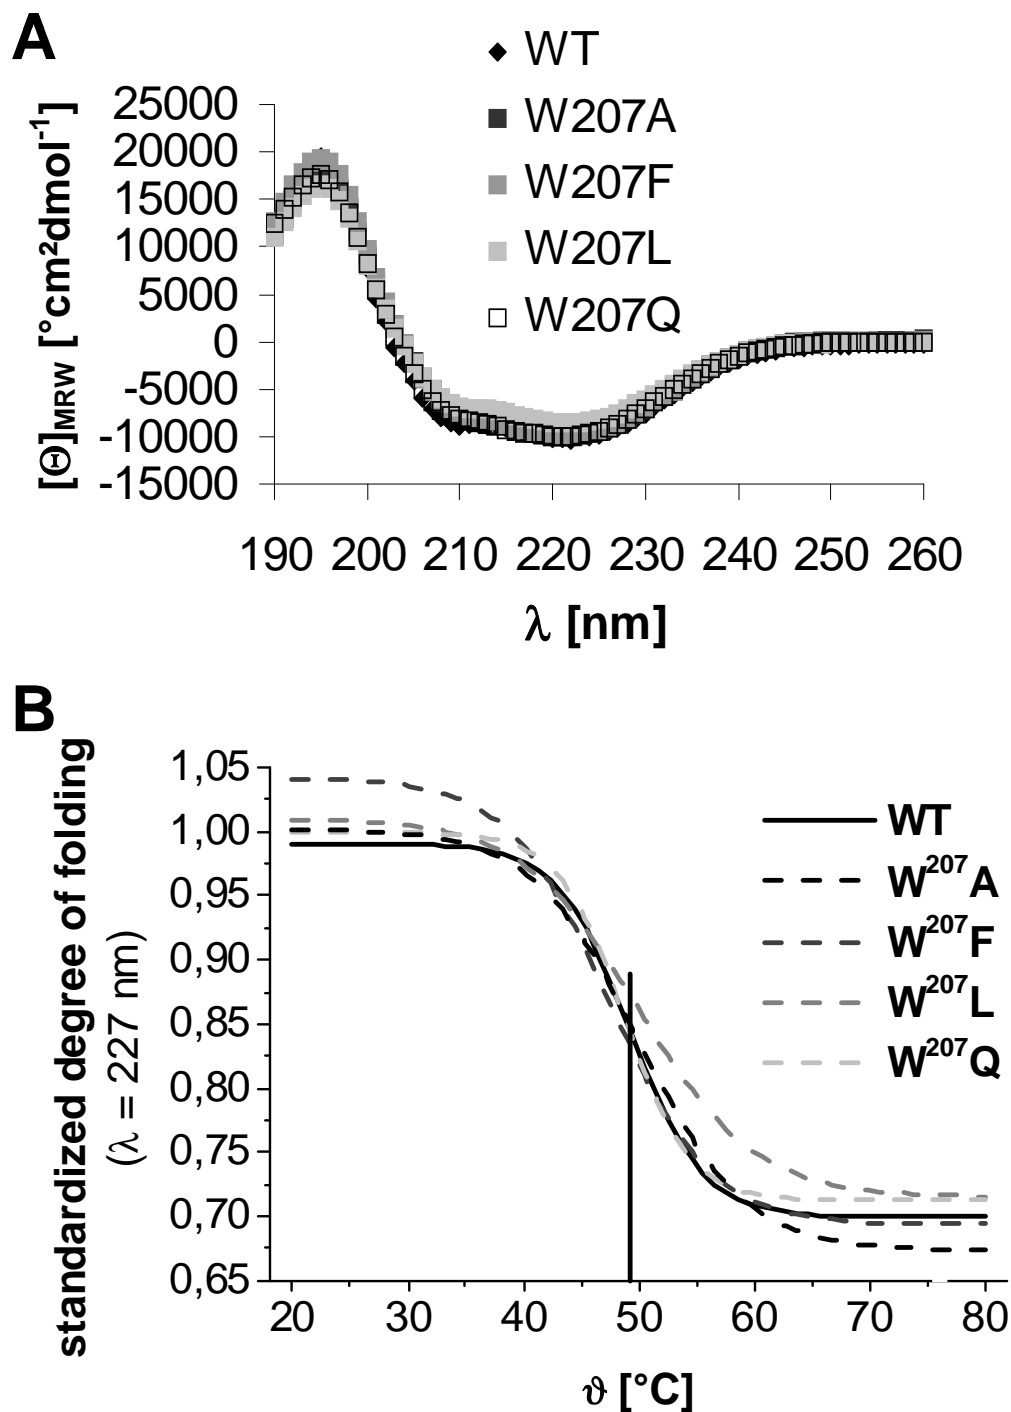 A
WT
W207A
W207F
W207L
W207Q
[Θ]MRW [°cm²dmol-1]
25000
20000
15000
10000
5000
0
-5000
-10000
-15000
190 200 210 220 230 240 250 260
λ [nm]
B
standardized degree of folding
(λ = 227 nm)
1,05
1,00
0,95
0,90
0,85
0,80
0,75
0,70
0,65
WT
W207A
W207F
W207L
W207Q
20 30 40 50 60 70 80
ϑ [°C]